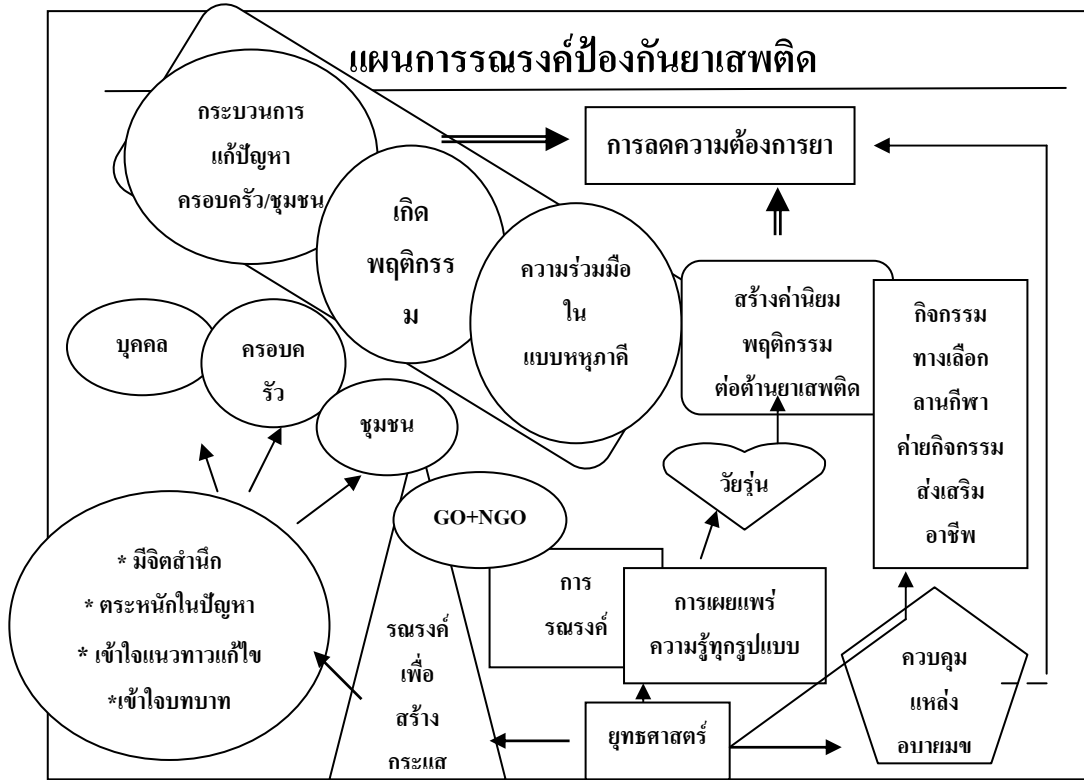 แผนการรณรงค์ป้องกันยาเสพติด
กระบวนการ
แก้ปัญหา
ครอบครัว/ชุมชน
เกิด
พฤติกรร
ม
ความร่วมมือ
ใน
แบบหหุภาคี
การลดความต้องการยา
สร้างค่านิยม
พฤติกรรม
ต่อต้านยาเสพติด
กิจกรรม
ทางเลือก
ลานกีฬา
ค่ายกิจกรรม
ส่งเสริม
อาชีพ
บุคคล
ครอบค
รัว
ชุมชน
GO+NGO
วัยรุ่น
* มีจิตสำนึก
* ตระหนักในปัญหา
* เข้าใจแนวทาวแก้ไข
*เข้าใจบทบาท
รณรงค์
เพื่อ
สร้าง
กระแส
การ
รณรงค์
การเผยแพร่
ความรู้ทุกรูปแบบ
ยุทธศาสตร์
ควบคุม
แหล่ง
อบายมข